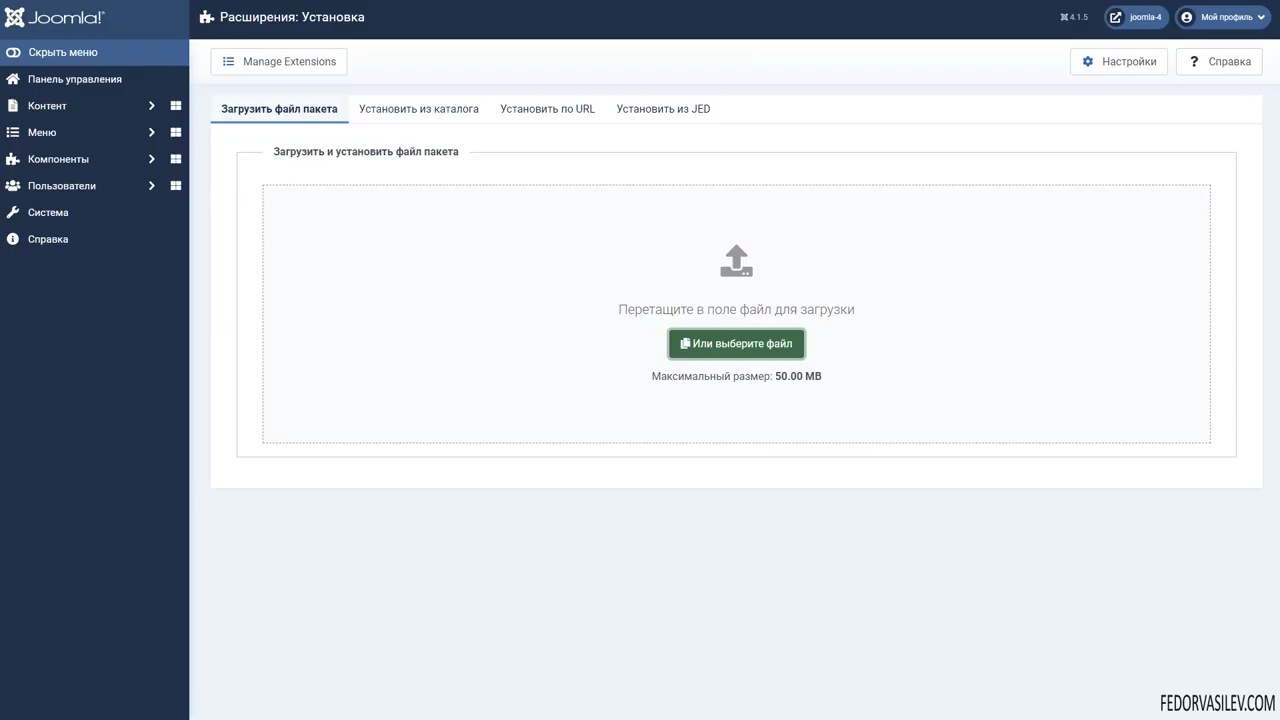 Joomla!®
Расширения: Установка
4.1.5
joomla-4
Мой профиль
Скрыть меню
Панель управления
Контент
Меню
Компоненты
Пользователи
Система
Справка
Manage Extensions
Настройки
? Справка
Загрузить файл пакета
Установить из каталога
Установить по URL
Установить из JED
Загрузить и установить файл пакета
Перетащите в поле файл для загрузки
Или выберите файл
Максимальный размер: 50.00 MB
FEDORVASILEV.COM